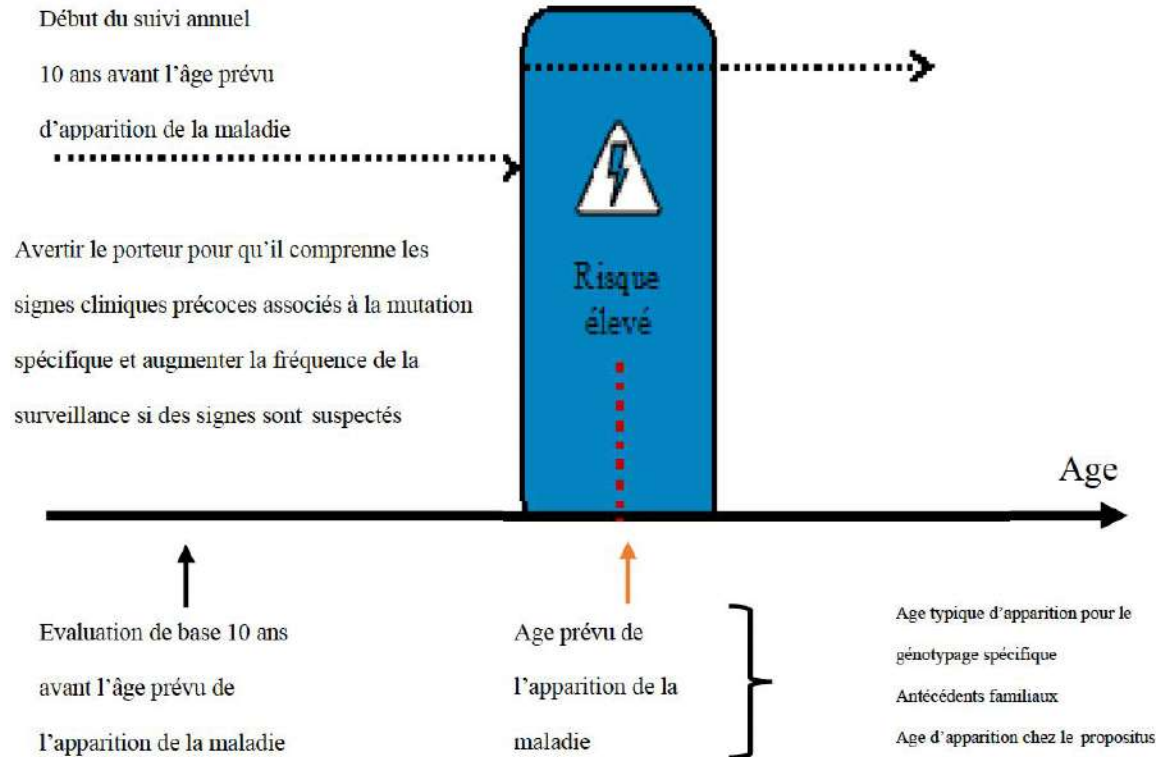 Début du suivi annuel
10 ans avant l’âge prévu
d’apparition de la maladie
Avertir le porteur pour qu’il comprenne les
signes cliniques précoces associés à la mutation
spécifique et augmenter la fréquence de la
surveillance si des signes sont suspectés
Risque
élevé
Age
Evaluation de base 10 ans
avant l’âge prévu de
l’apparition de la maladie
Age prévu de
l’apparition de la
maladie
Age typique d’apparition pour le
génotypage spécifique
Antécédents familiaux
Age d’apparition chez le propositus